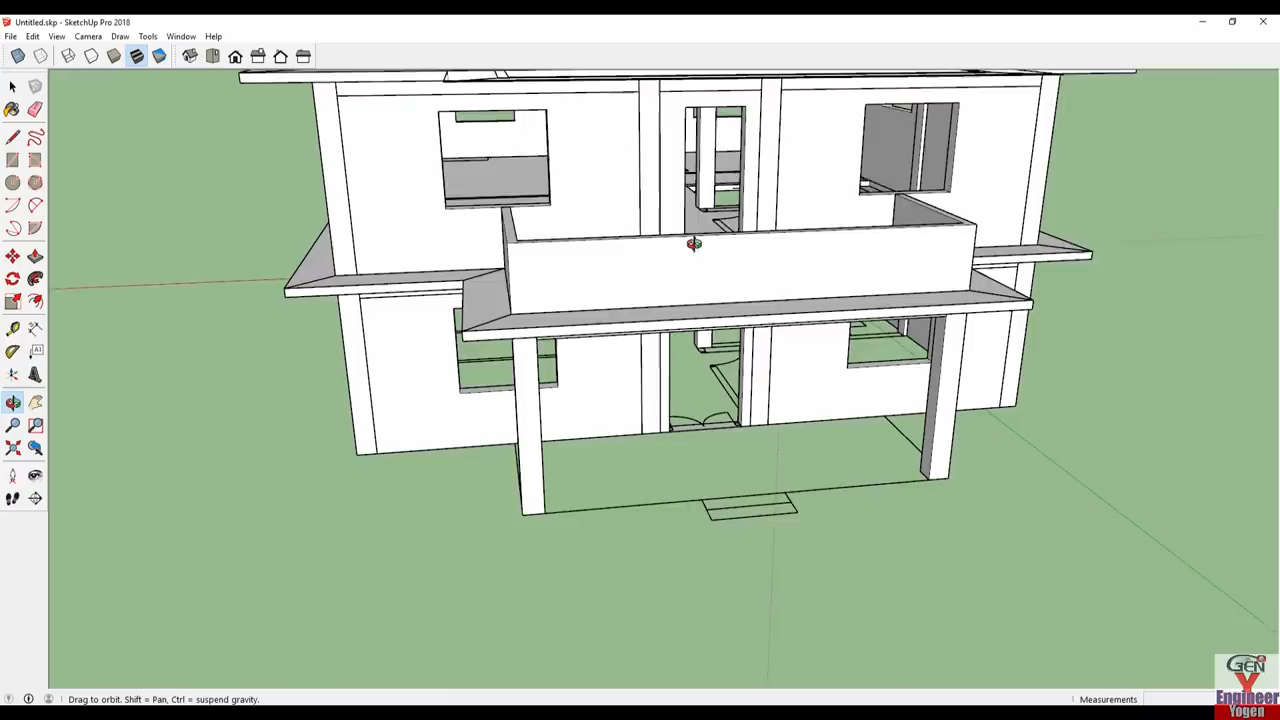 Untitled.skp - SketchUp Pro 2018
File Edit View Camera Draw Tools Window Help
A1
Drag to orbit. Shift = Pan, Ctrl = suspend gravity.
Measurements
GEN
Y
Engineer
Yogen